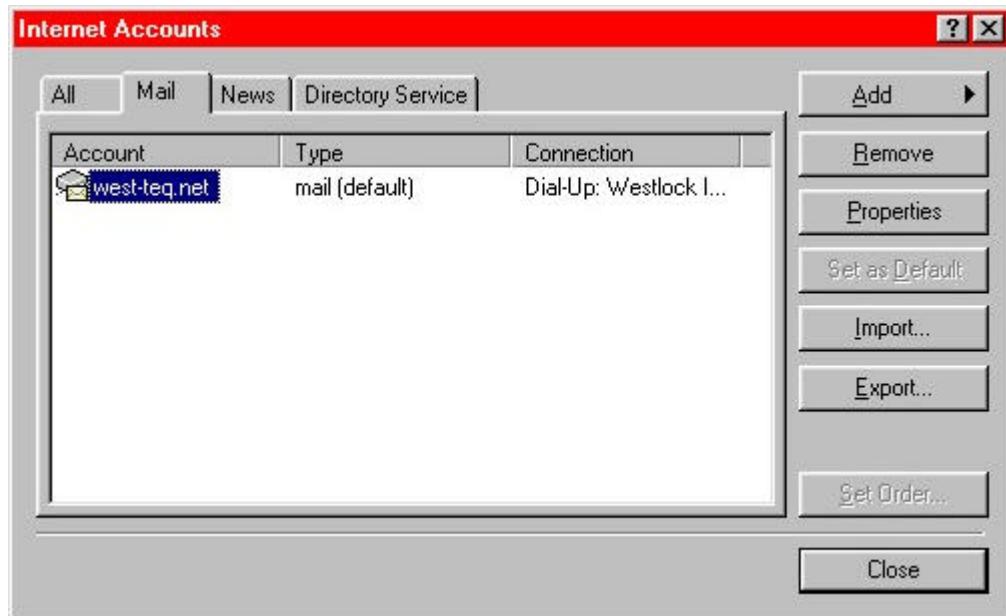 Internet Accounts
All Mail News Directory Service
Add
Account Type Connection
Remove
west-teq.net mail (default) Dial-Up: Westlock I...
Properties
Set as Default
Import...
Export...
Set Order...
Close